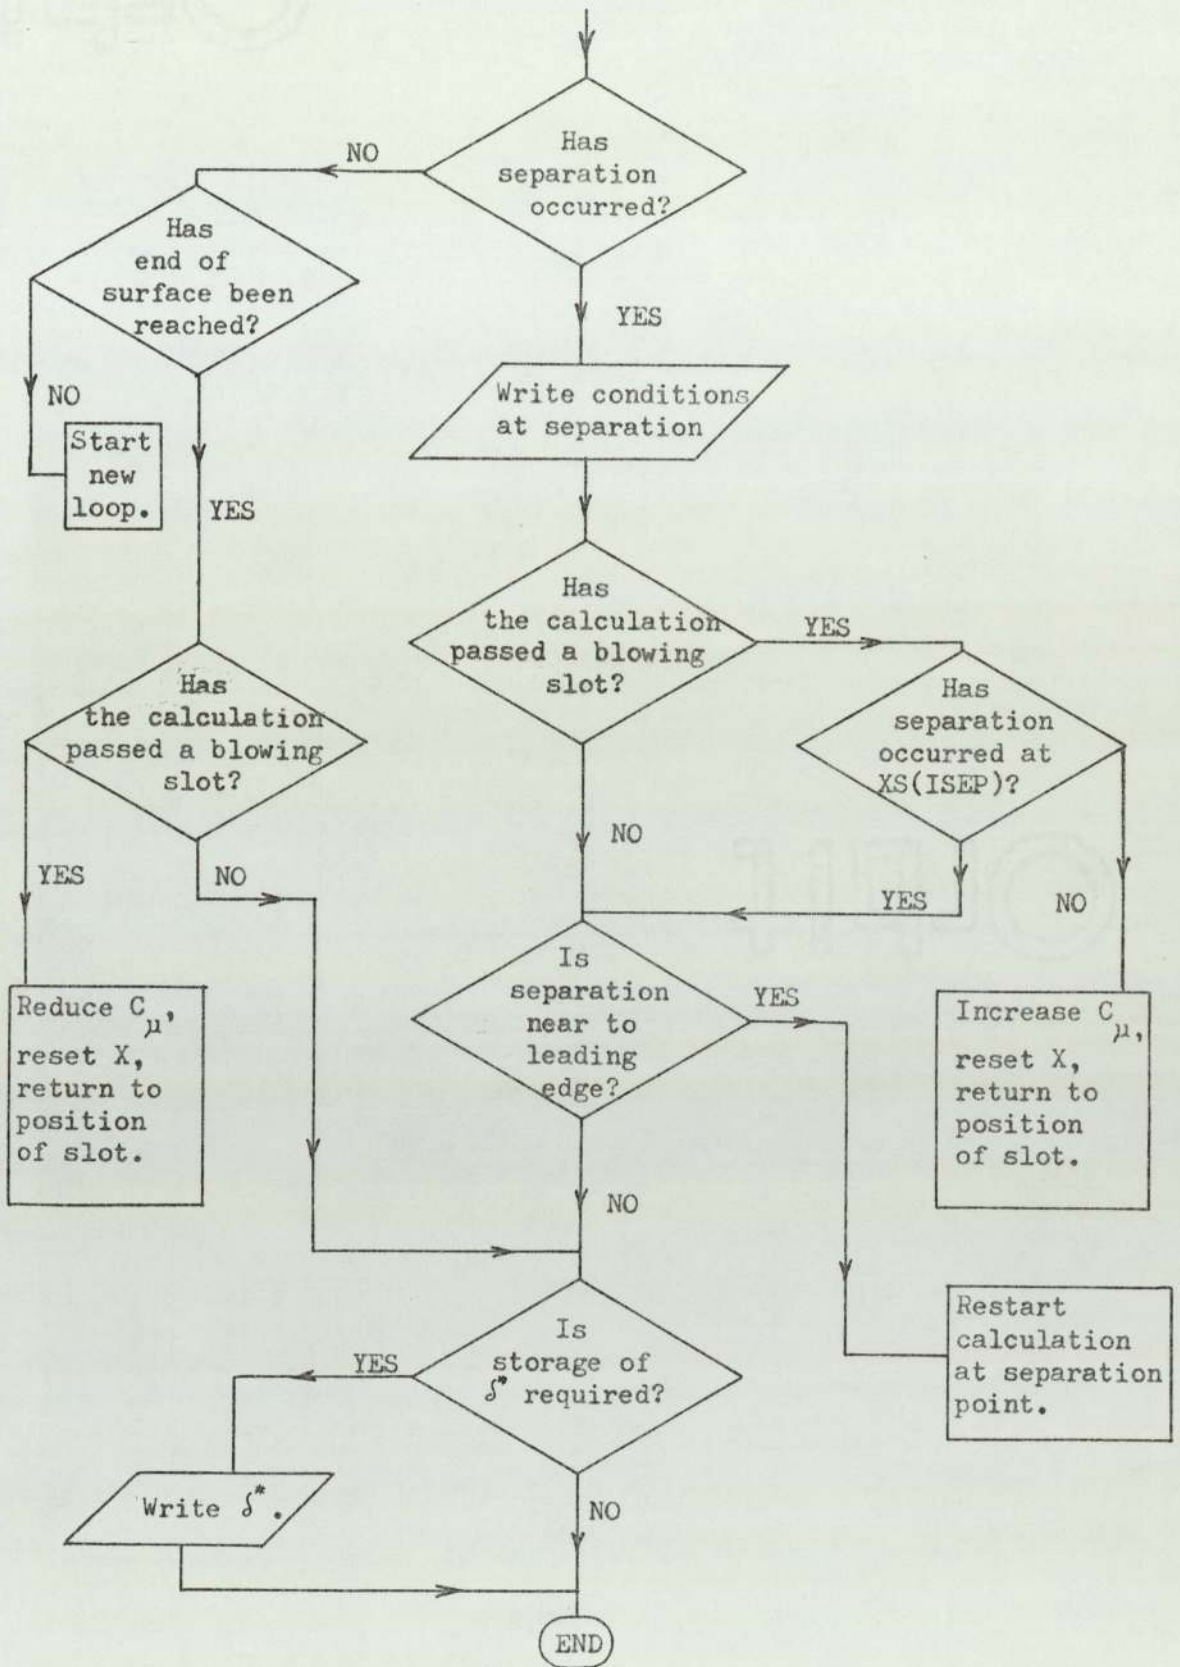 Has
separation
occurred?
NO
Has
end of
surface been
reached?
YES
NO
Write conditions
at separation
Start
new
loop.
YES
Has
the calculation
passed a blowing
slot?
YES
Has
the calculation
passed a blowing
slot?
Has
separation
occurred at
XS(ISEP)?
NO
YES
NO
YES
NO
Is
separation
near to
leading
edge?
YES
Reduce Cμ,
reset X,
return to
position
of slot.
Increase Cμ,
reset X,
return to
position
of slot.
NO
Is
storage of
δ* required?
YES
Restart
calculation
at separation
point.
Write δ*.
NO
END